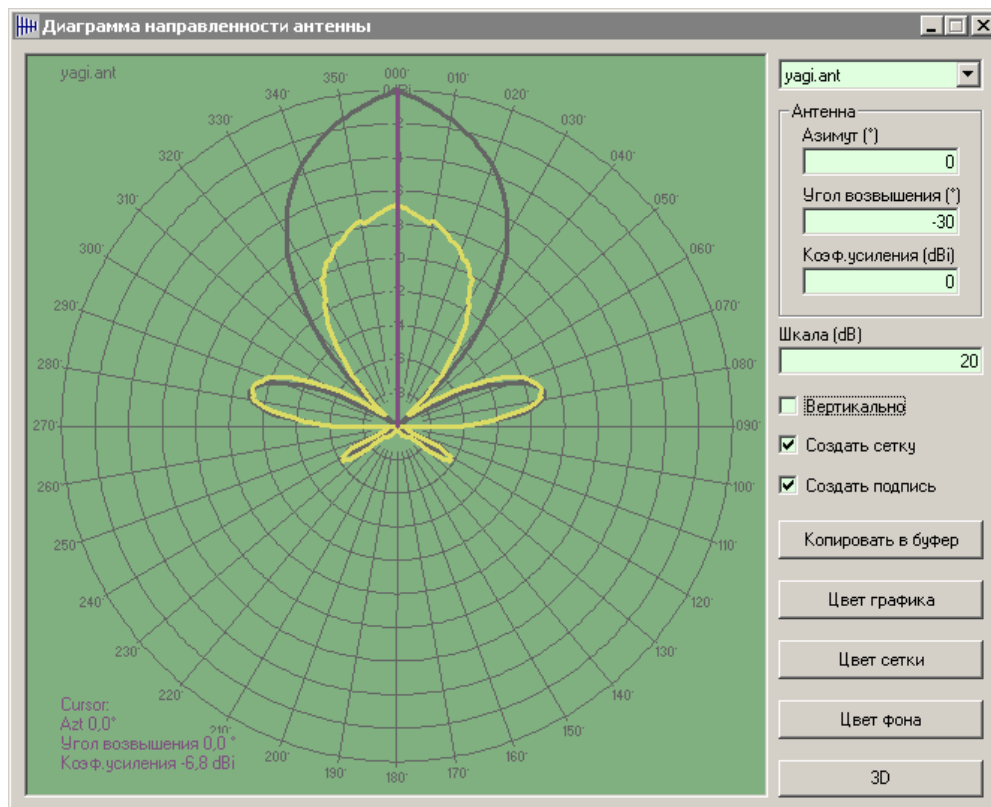 Диаграмма направленности антенны
yagi.ant
000°
0dBi
350°
010°
340°
020°
330°
030°
320°
040°
310°
050°
300°
060°
290°
070°
280°
080°
270°
090°
260°
100°
250°
110°
240°
120°
230°
130°
220°
140°
210°
150°
200°
160°
190°
170°
180°
Cursor:
Azt 0,0°
Угол возвышения 0,0 °
Коэф.усиления -6,8 dBi
yagi.ant
Антенна
Азимут (°)
0
Угол возвышения (°)
-30
Коэф.усиления (dBi)
0
Шкала (dB)
20
Вертикально
Создать сетку
Создать подпись
Копировать в буфер
Цвет графика
Цвет сетки
Цвет фона
3D